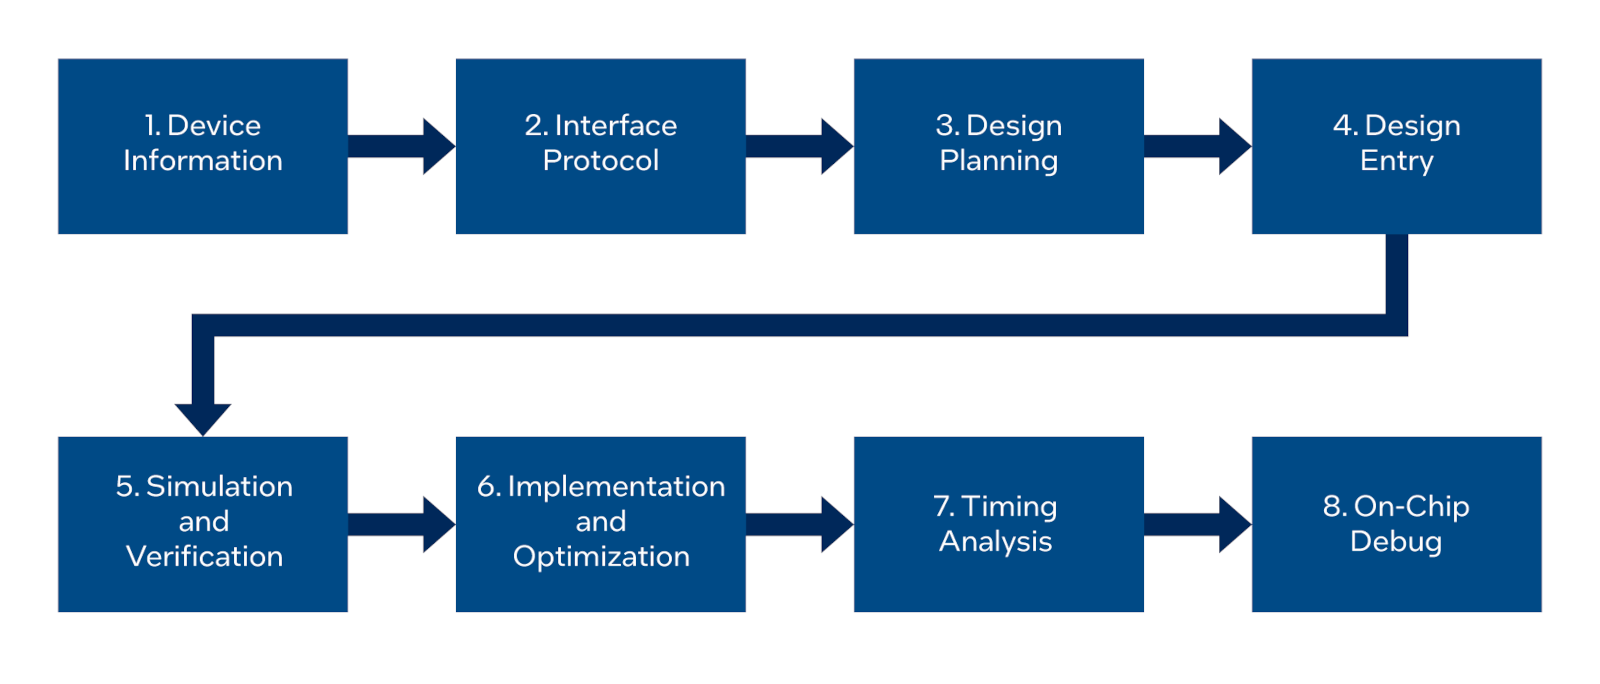 1. Device
Information
2. Interface
Protocol
3. Design
Planning
4. Design
Entry
5. Simulation
and
Verification
6. Implementation
and
Optimization
7. Timing
Analysis
8. On-Chip
Debug